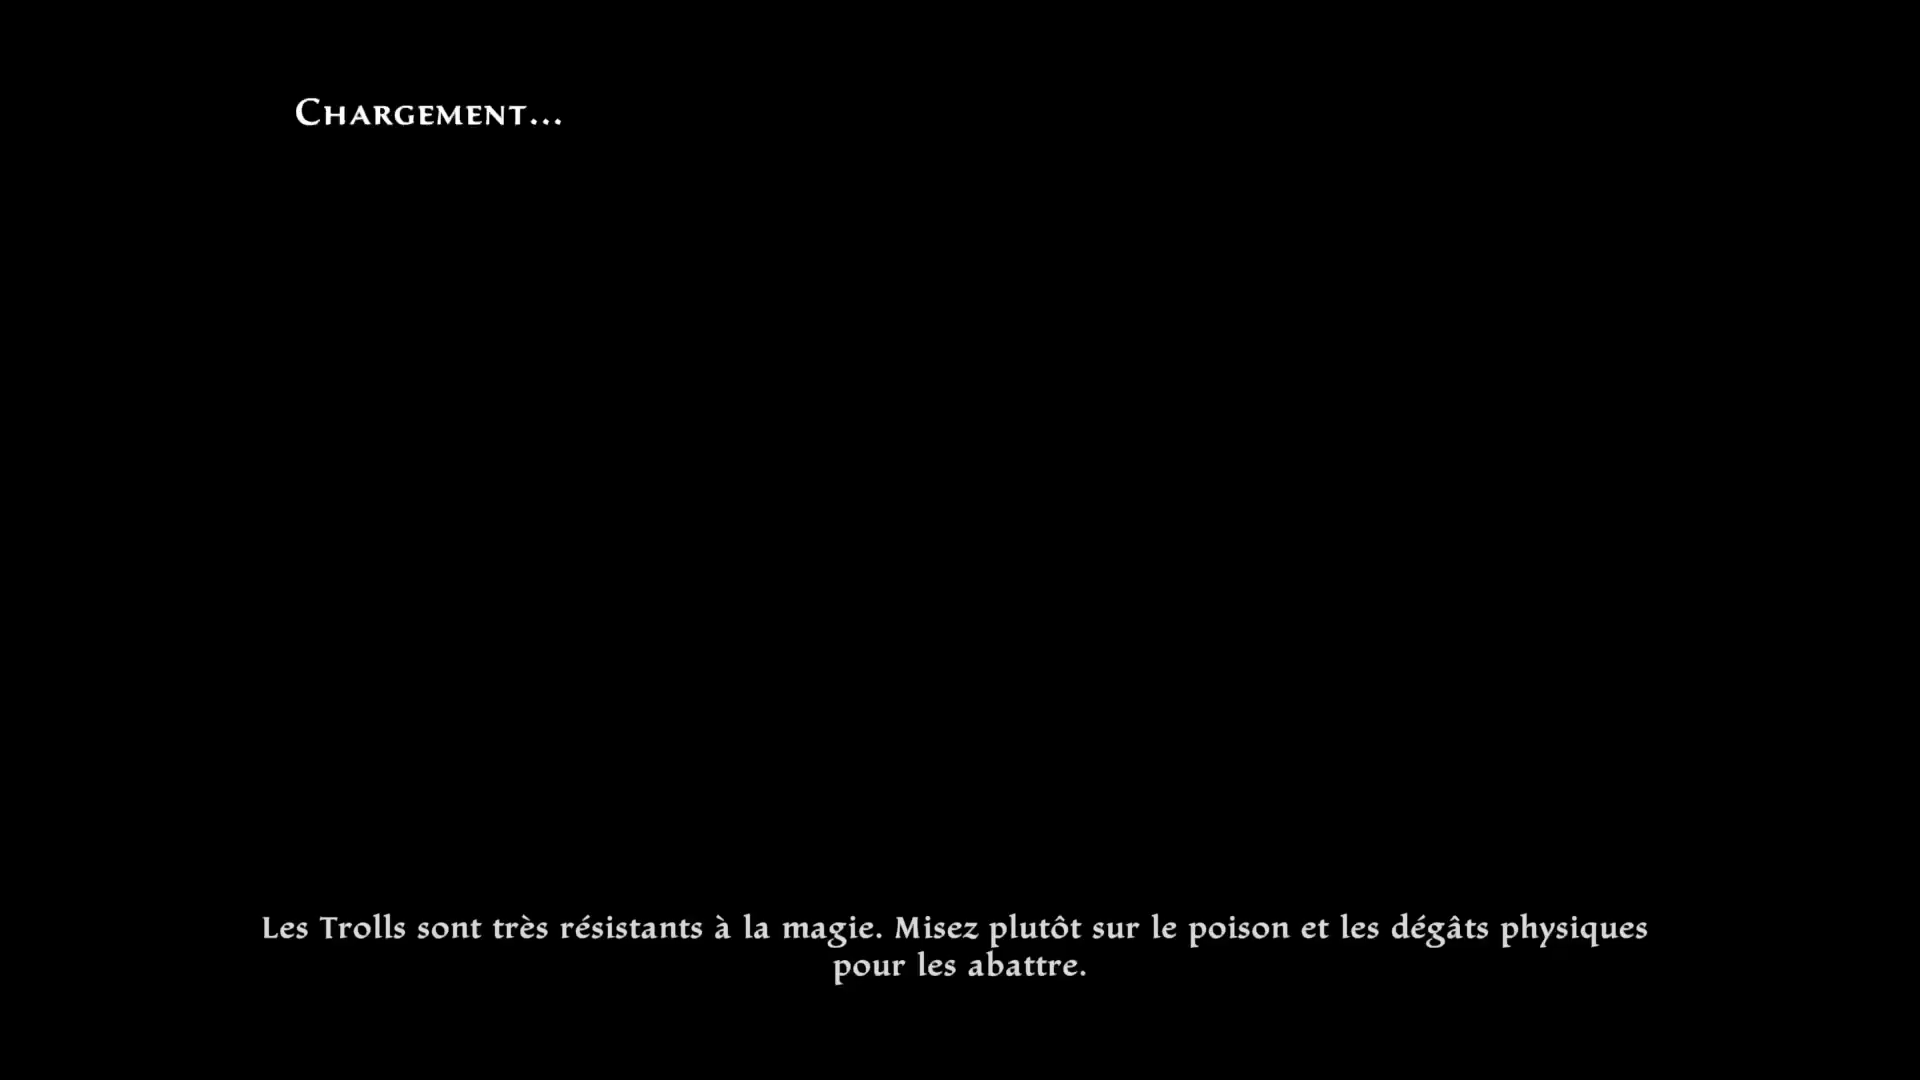 Chargement...
Les Trolls sont très résistants à la magie. Misez plutôt sur le poison et les dégâts physiques
pour les abattre.